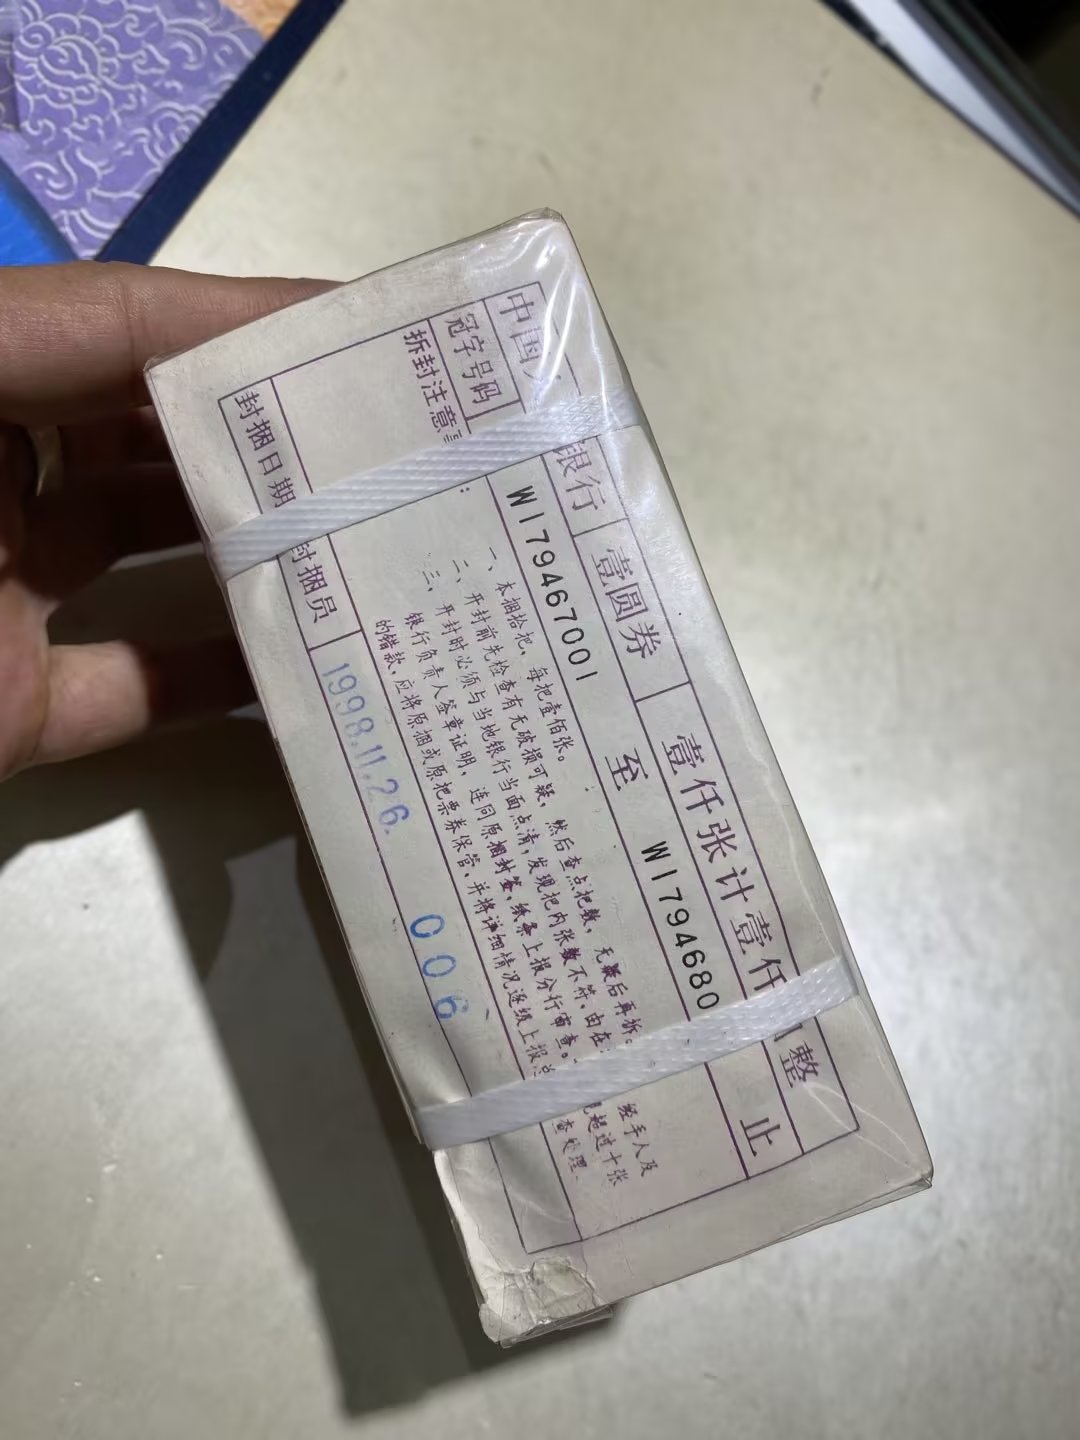 中国 银行 壹圆券 壹仟张计壹仟 整
冠字号码 W179467001 至 W1794680 止
拆封注意
一、本捆拾把，每把壹佰张。
二、开封前先检查有无破损可疑，然后查点把数，无误后再拆。
三、开封时必须与当地银行当面点清，发现把内张数不符，由在 经手人及
银行负责人签章证明，连同原捆封签，纸条上报分行审查。 超过十张
的错款，应将原捆或原把票券保管，并将详细情况逐级上报 查处理。
封捆日期 封捆员 1998.11.26. 006